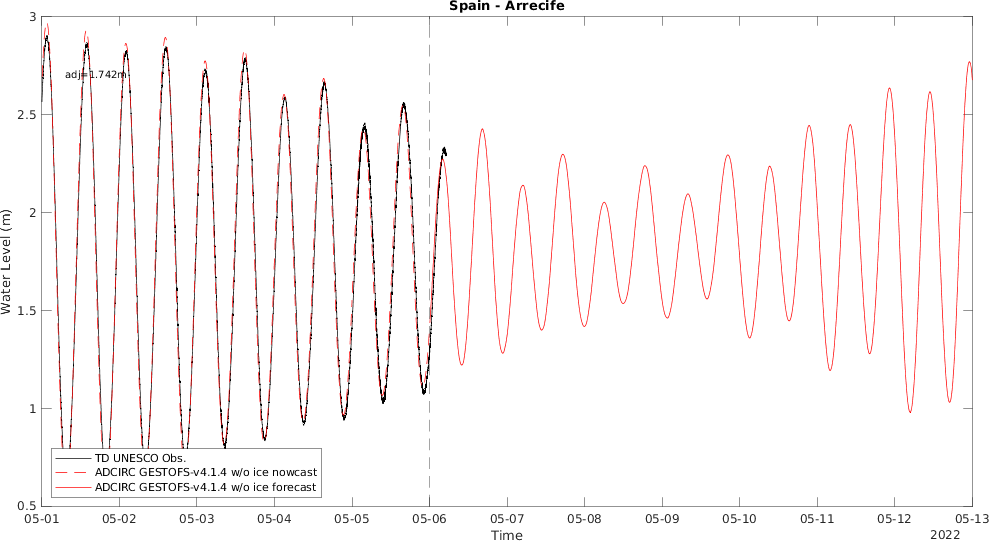 Spain - Arrecife
3
adj=1.742m
2.5
2
Water Level (m)
1.5
1
TD UNESCO Obs.
ADCIRC GESTOFS-v4.1.4 w/o ice nowcast
ADCIRC GESTOFS-v4.1.4 w/o ice forecast
0.5
05-01 05-02 05-03 05-04 05-05 05-06 05-07 05-08 05-09 05-10 05-11 05-12 05-13
Time
2022